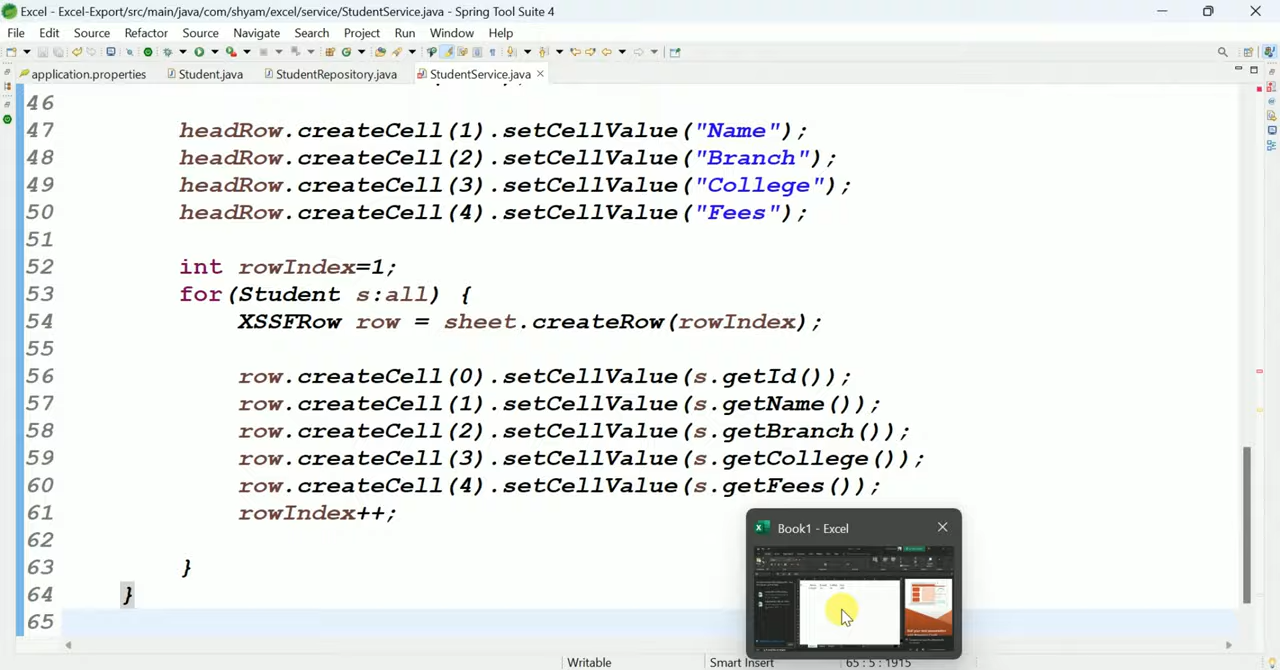 Excel - Excel-Export/src/main/java/com/shyam/excel/service/StudentService.java - Spring Tool Suite 4
File Edit Source Refactor Source Navigate Search Project Run Window Help
application.properties Student.java StudentRepository.java StudentService.java
46
47 headRow.createCell(1).setCellValue("Name");
48 headRow.createCell(2).setCellValue("Branch");
49 headRow.createCell(3).setCellValue("College");
50 headRow.createCell(4).setCellValue("Fees");
51
52 int rowIndex=1;
53 for(Student s:all) {
54 XSSFRow row = sheet.createRow(rowIndex);
55
56 row.createCell(0).setCellValue(s.getId());
57 row.createCell(1).setCellValue(s.getName());
58 row.createCell(2).setCellValue(s.getBranch());
59 row.createCell(3).setCellValue(s.getCollege());
60 row.createCell(4).setCellValue(s.getFees());
61 rowIndex++;
62
63 }
64 }
65
Book1 - Excel
Writable Smart Insert 65 : 5 : 1915